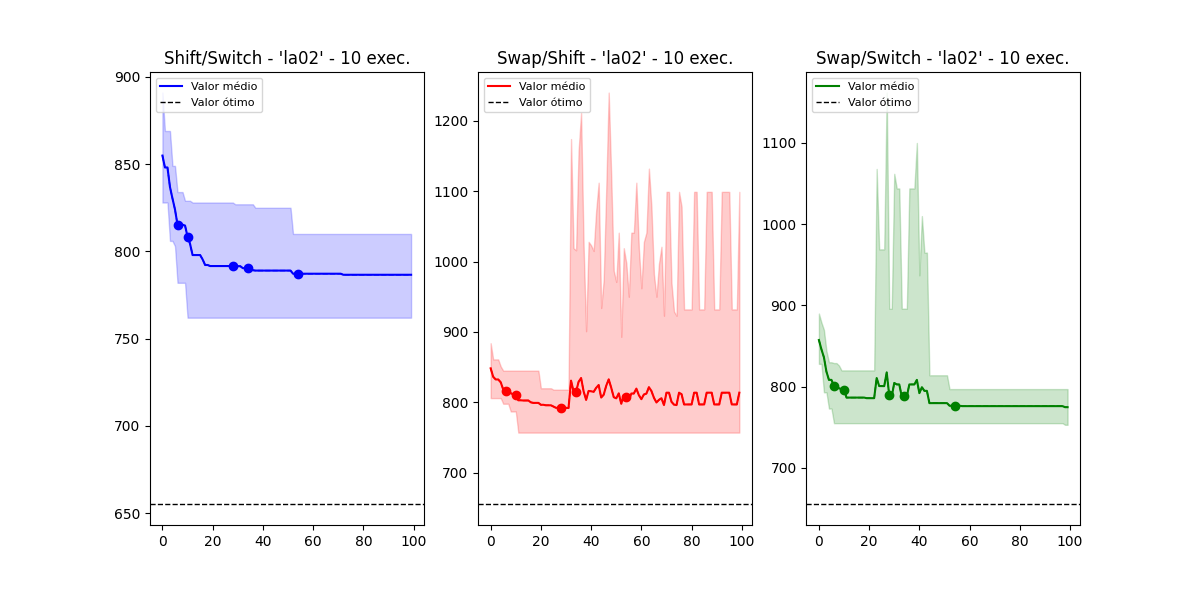 Shift/Switch - 'la02' - 10 exec.
Valor médio
Valor ótimo
900
850
800
750
700
650
0 20 40 60 80 100
Swap/Shift - 'la02' - 10 exec.
Valor médio
Valor ótimo
1200
1100
1000
900
800
700
0 20 40 60 80 100
Swap/Switch - 'la02' - 10 exec.
Valor médio
Valor ótimo
1100
1000
900
800
700
0 20 40 60 80 100